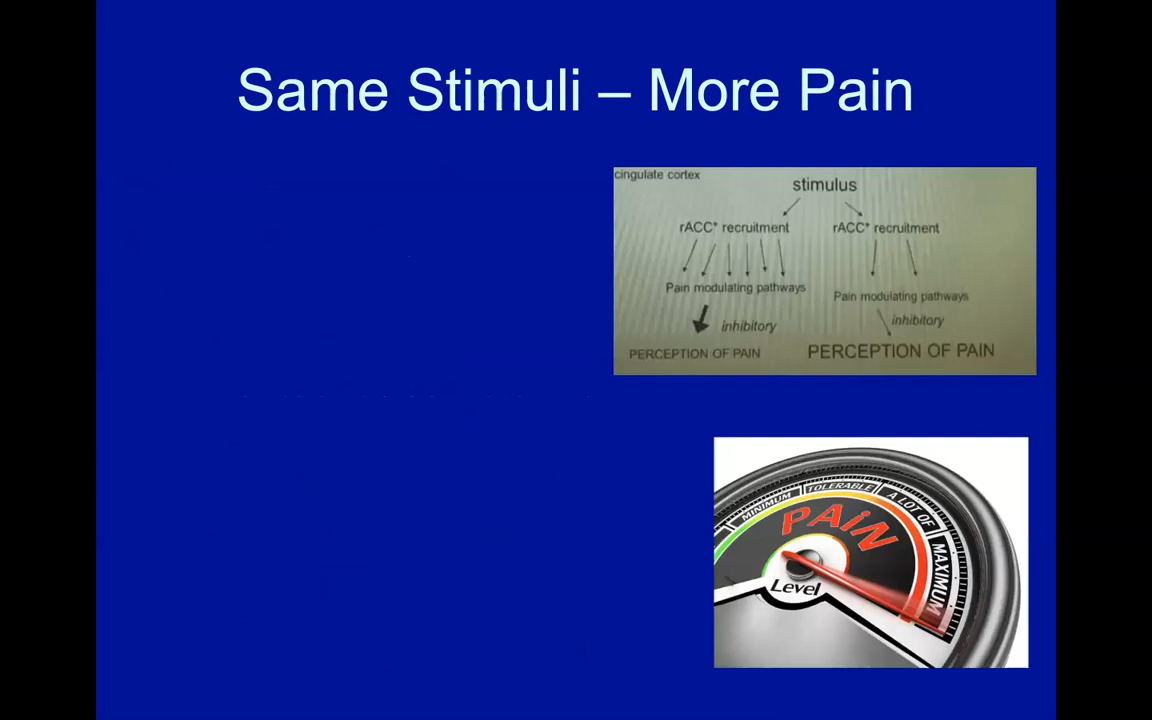 Same Stimuli – More Pain
cingulate cortex
stimulus
rACC* recruitment rACC* recruitment
Pain modulating pathways Pain modulating pathways
inhibitory inhibitory
PERCEPTION OF PAIN PERCEPTION OF PAIN
MINIMUM TOLERABLE A LOT OF MAXIMUM
PAiN
Level